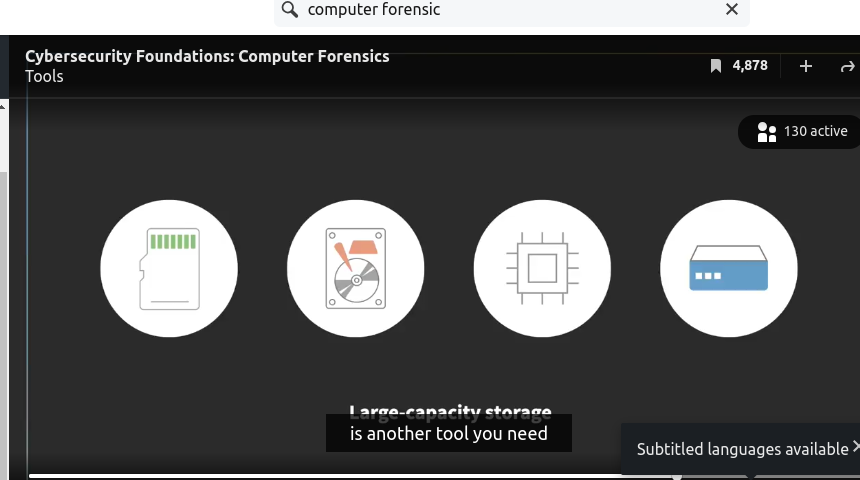 computer forensic
Cybersecurity Foundations: Computer Forensics
Tools
4,878
130 active
Large-capacity storage
is another tool you need
Subtitled languages available